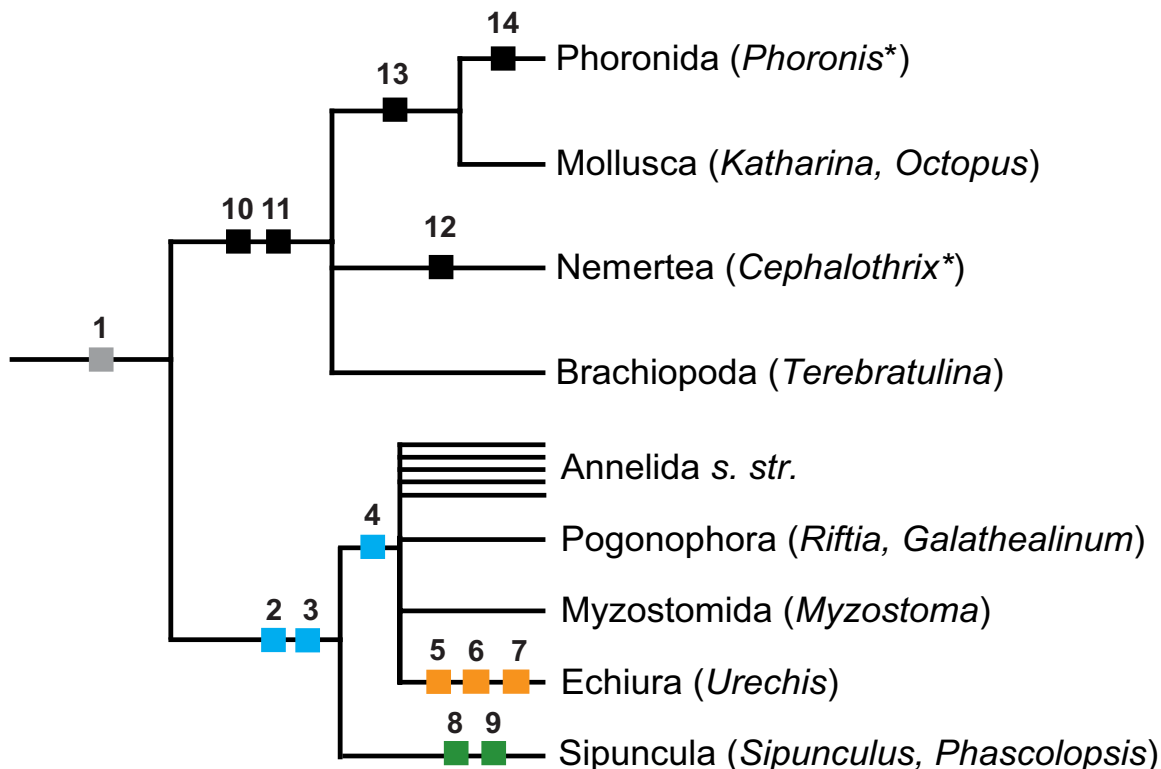 14
Phoronida (Phoronis*)
13
Mollusca (Katharina, Octopus)
10 11
12
Nemertea (Cephalothrix*)
1
Brachiopoda (Terebratulina)
Annelida s. str.
4
Pogonophora (Riftia, Galathealinum)
2 3
Myzostomida (Myzostoma)
5 6 7
Echiura (Urechis)
8 9
Sipuncula (Sipunculus, Phascolopsis)